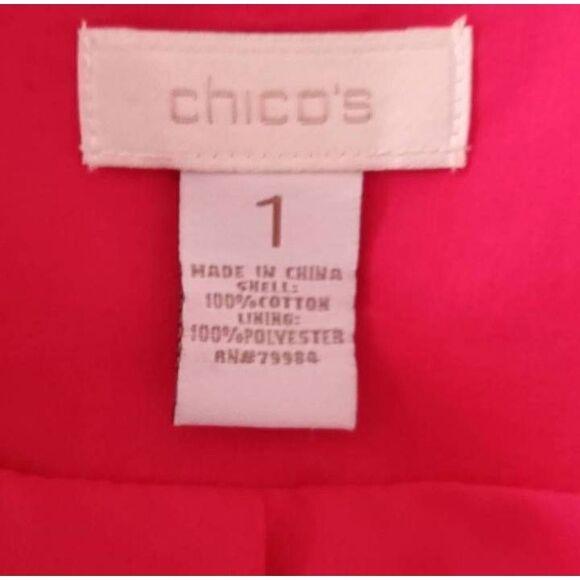 chico's
1
MADE IN CHINA
SHELL:
100%COTTON
LINING:
100%POLYESTER
RN#79984